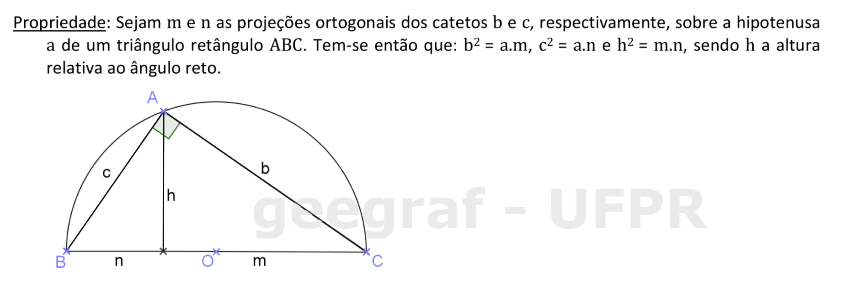 Propriedade: Sejam m e n as projeções ortogonais dos catetos b e c, respectivamente, sobre a hipotenusa
a de um triângulo retângulo ABC. Tem-se então que: b² = a.m, c² = a.n e h² = m.n, sendo h a altura
relativa ao ângulo reto.
A
c
b
h
geegraf - UFPR
B
n
O
m
C